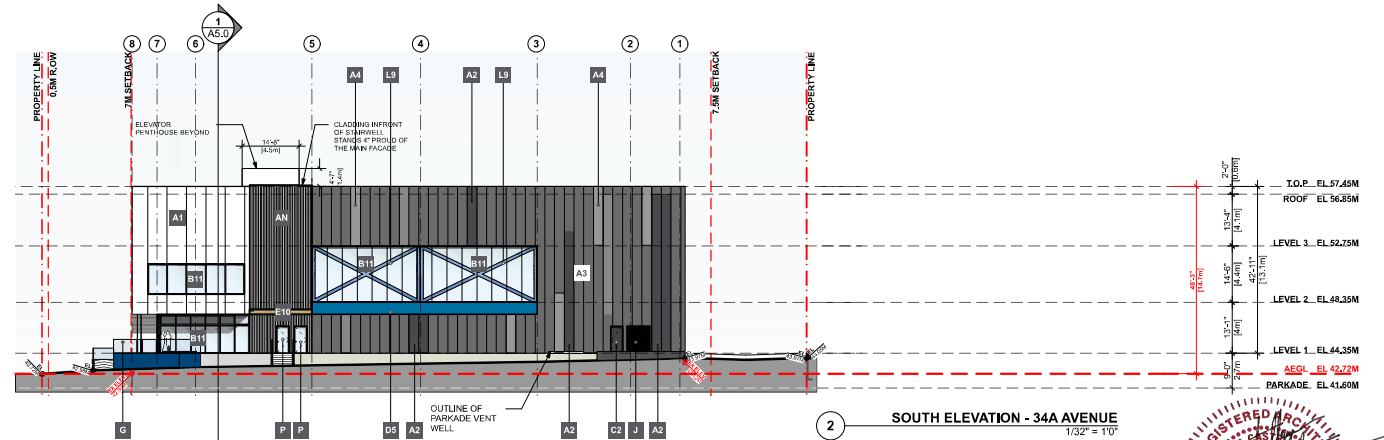 1
A5.0
8
7
6
5
4
3
2
1
PROPERTY LINE
0.5M R.OW
7M SETBACK
7.5M SETBACK
PROPERTY LINE
A4
L9
A2
L9
A4
ELEVATOR
PENTHOUSE BEYOND
14'-8"
[4.5m]
CLADDING INFRONT
OF STAIRWELL
STANDS 4" PROUD OF
THE MAIN FACADE
4'-7"
1.4m
A1
AN
B11
B11
B11
A3
E10
B11
2'-0"
[0.6m]
T.O.P EL 57.45M
ROOF EL 56.85M
13'-4"
[4.1m]
LEVEL 3 EL 52.75M
48'-3"
[14.7m]
14'-6"
[4.4m]
42'-11"
[13.1m]
LEVEL 2 EL 48.35M
13'-1"
[4m]
LEVEL 1 EL 44.35M
AEGL EL 42.72M
9'-0"
2.7m
PARKADE EL 41.60M
OUTLINE OF
PARKADE VENT
WELL
G
P
P
D5
A2
A2
C2
J
A2
2
SOUTH ELEVATION - 34A AVENUE
1/32" = 1'0"